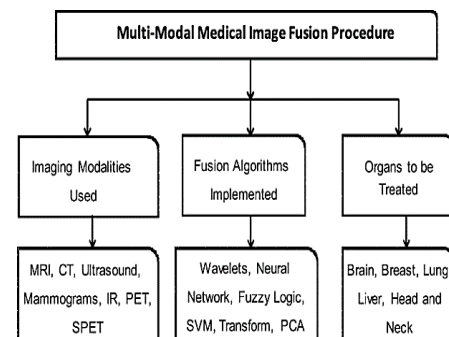 Multi-Modal Medical Image Fusion Procedure
Imaging Modalities
Used
Fusion Algorithms
Implemented
Organs to be
Treated
MRI, CT, Ultrasound,
Mammograms, IR, PET,
SPET
Wavelets, Neural
Network, Fuzzy Logic,
SVM, Transform, PCA
Brain, Breast, Lung
Liver, Head and
Neck